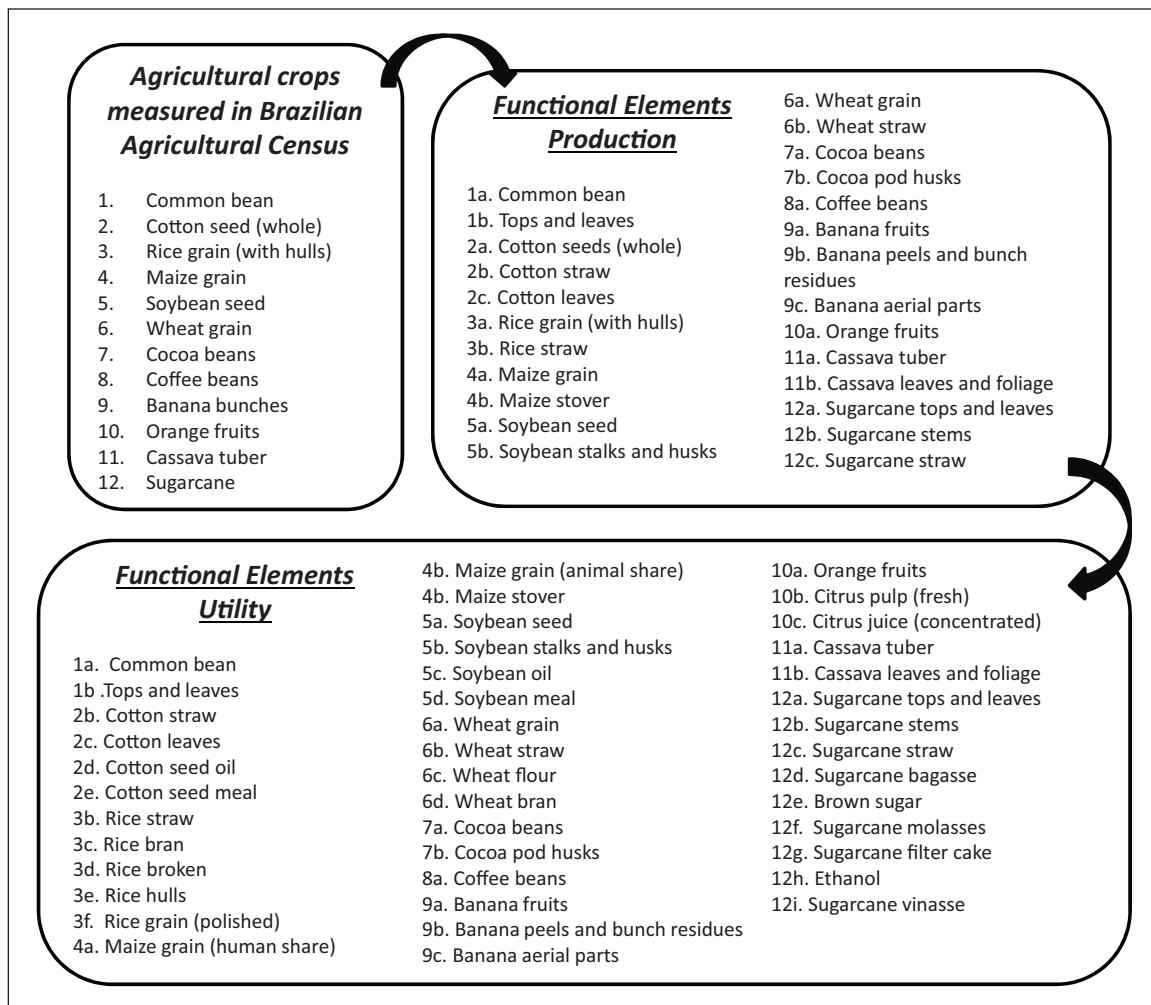 Agricultural crops
measured in Brazilian
Agricultural Census
1. Common bean
2. Cotton seed (whole)
3. Rice grain (with hulls)
4. Maize grain
5. Soybean seed
6. Wheat grain
7. Cocoa beans
8. Coffee beans
9. Banana bunches
10. Orange fruits
11. Cassava tuber
12. Sugarcane
Functional Elements
Production
1a. Common bean
1b. Tops and leaves
2a. Cotton seeds (whole)
2b. Cotton straw
2c. Cotton leaves
3a. Rice grain (with hulls)
3b. Rice straw
4a. Maize grain
4b. Maize stover
5a. Soybean seed
5b. Soybean stalks and husks
6a. Wheat grain
6b. Wheat straw
7a. Cocoa beans
7b. Cocoa pod husks
8a. Coffee beans
9a. Banana fruits
9b. Banana peels and bunch
residues
9c. Banana aerial parts
10a. Orange fruits
11a. Cassava tuber
11b. Cassava leaves and foliage
12a. Sugarcane tops and leaves
12b. Sugarcane stems
12c. Sugarcane straw
Functional Elements
Utility
1a. Common bean
1b .Tops and leaves
2b. Cotton straw
2c. Cotton leaves
2d. Cotton seed oil
2e. Cotton seed meal
3b. Rice straw
3c. Rice bran
3d. Rice broken
3e. Rice hulls
3f. Rice grain (polished)
4a. Maize grain (human share)
4b. Maize grain (animal share)
4b. Maize stover
5a. Soybean seed
5b. Soybean stalks and husks
5c. Soybean oil
5d. Soybean meal
6a. Wheat grain
6b. Wheat straw
6c. Wheat flour
6d. Wheat bran
7a. Cocoa beans
7b. Cocoa pod husks
8a. Coffee beans
9a. Banana fruits
9b. Banana peels and bunch residues
9c. Banana aerial parts
10a. Orange fruits
10b. Citrus pulp (fresh)
10c. Citrus juice (concentrated)
11a. Cassava tuber
11b. Cassava leaves and foliage
12a. Sugarcane tops and leaves
12b. Sugarcane stems
12c. Sugarcane straw
12d. Sugarcane bagasse
12e. Brown sugar
12f. Sugarcane molasses
12g. Sugarcane filter cake
12h. Ethanol
12i. Sugarcane vinasse